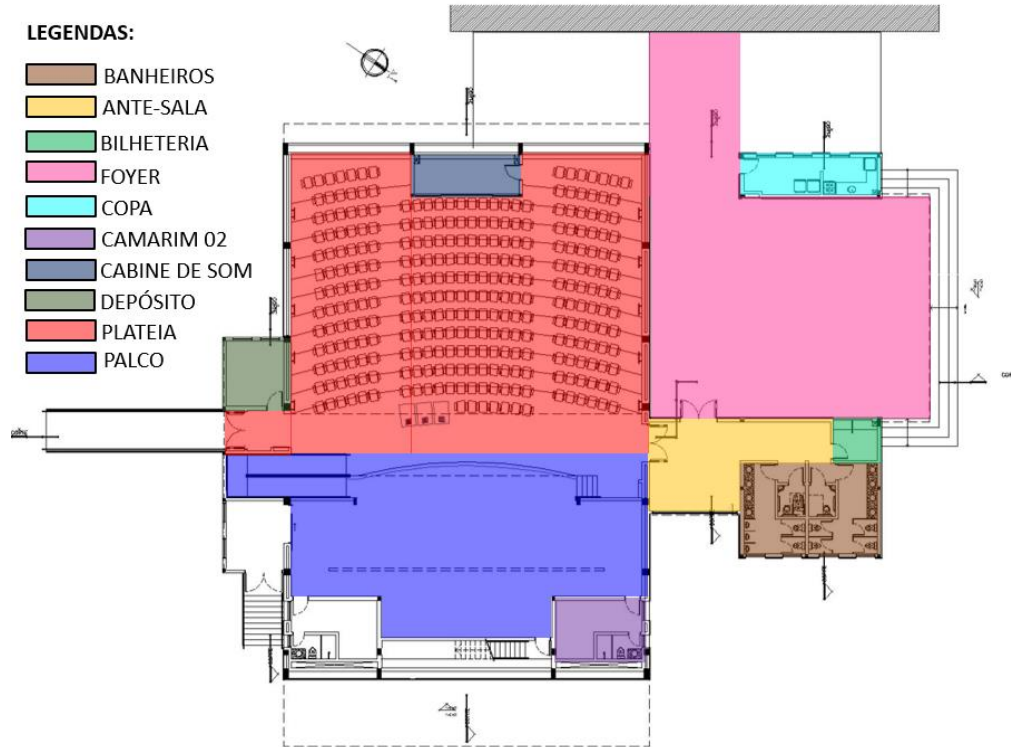 LEGENDAS:
BANHEIROS
ANTE-SALA
BILHETERIA
FOYER
COPA
CAMARIM 02
CABINE DE SOM
DEPÓSITO
PLATEIA
PALCO